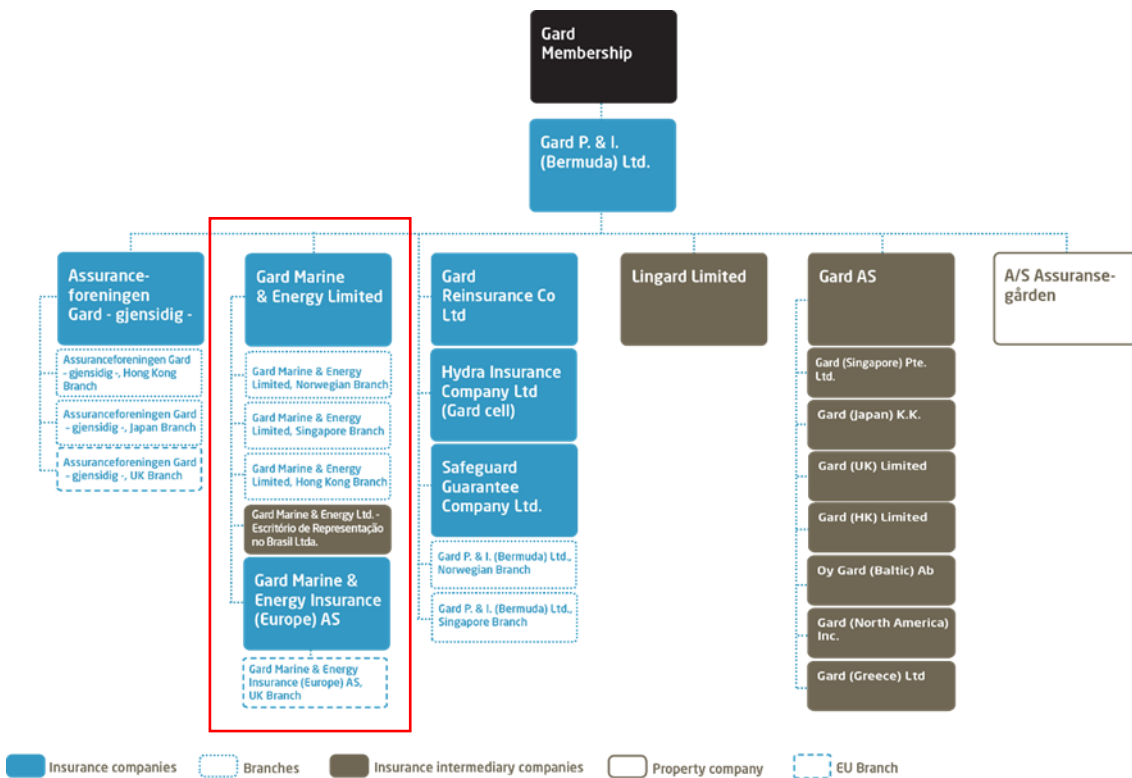 Gard
Membership
Gard P. & I.
(Bermuda) Ltd.
Assurance-
foreningen
Gard - gjensidig -
Assuranceforeningen Gard
- gjensidig -, Hong Kong
Branch
Assuranceforeningen Gard
- gjensidig -, Japan Branch
Assuranceforeningen Gard
- gjensidig -, UK Branch
Gard Marine
& Energy Limited
Gard Marine & Energy
Limited, Norwegian Branch
Gard Marine & Energy
Limited, Singapore Branch
Gard Marine & Energy
Limited, Hong Kong Branch
Gard Marine & Energy Ltd. -
Escritório de Representação
no Brasil Ltda.
Gard Marine &
Energy Insurance
(Europe) AS
Gard Marine & Energy
Insurance (Europe) AS,
UK Branch
Gard
Reinsurance Co
Ltd
Hydra Insurance
Company Ltd
(Gard cell)
Safeguard
Guarantee
Company Ltd.
Gard P. & I. (Bermuda) Ltd.,
Norwegian Branch
Gard P. & I. (Bermuda) Ltd.,
Singapore Branch
Lingard Limited
Gard AS
Gard (Singapore) Pte.
Ltd.
Gard (Japan) K.K.
Gard (UK) Limited
Gard (HK) Limited
Oy Gard (Baltic) Ab
Gard (North America)
Inc.
Gard (Greece) Ltd
A/S Assuranse-
gården
Insurance companies
Branches
Insurance intermediary companies
Property company
EU Branch